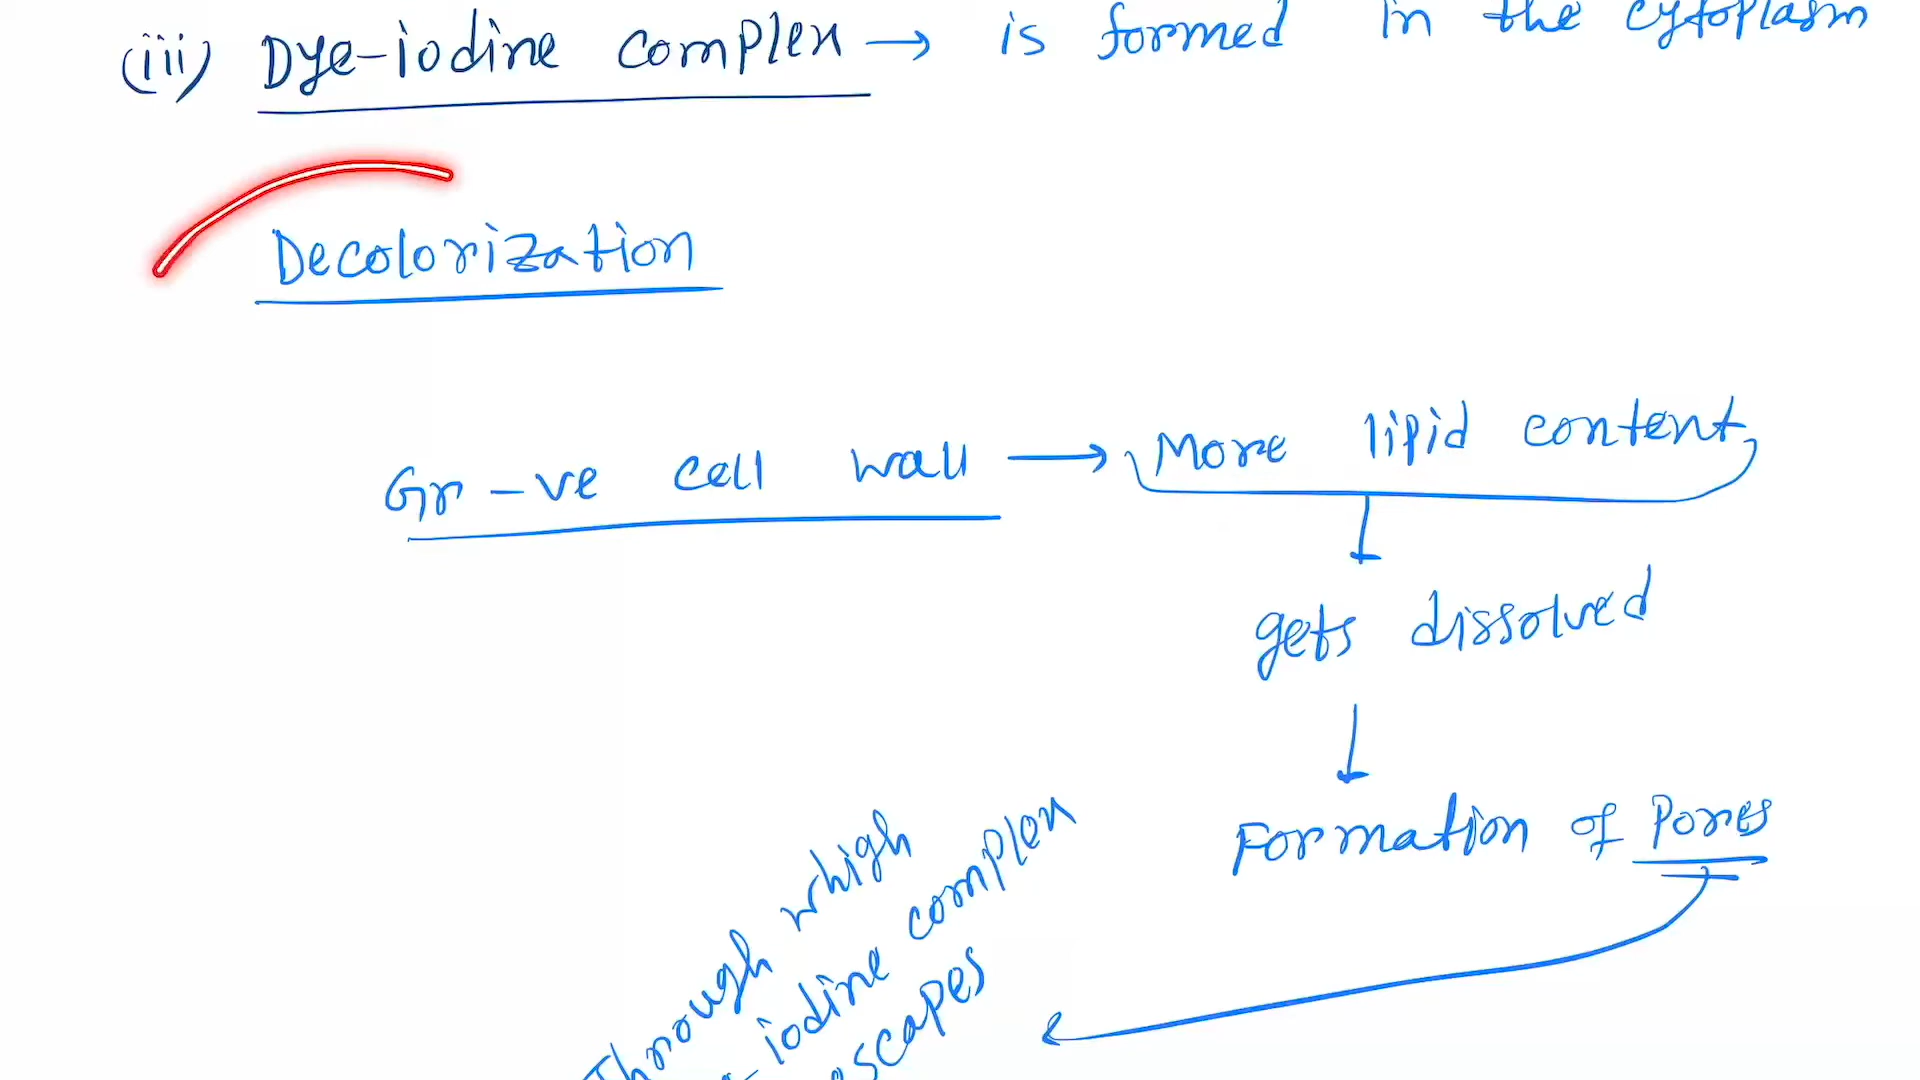 (iii) Dye-iodine complex → is formed in the cytoplasm
Decolorization
Gr -ve cell wall → More lipid content
gets dissolved
Formation of Pores
Through whigh
-iodine complex
escapes